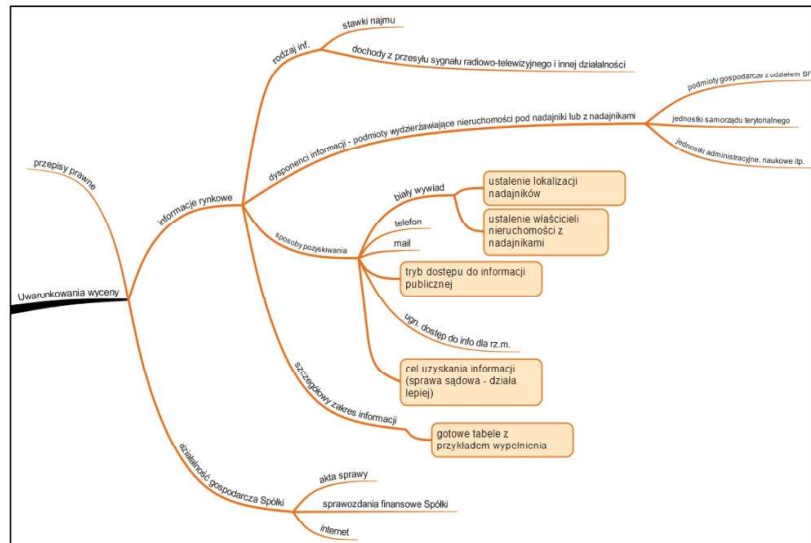 stawki najmu
rodzaj inf.
dochody z przesyłu sygnału radiowo-telewizyjnego i innej działalności
podmioty gospodarcze z udziałem SP
dysponenci informacji - podmioty wydzierżawiające nieruchomości pod nadajniki lub z nadajnikami
jednostki samorządu terytorialnego
jednostki administracyjne, naukowe itp.
przepisy prawne
informacje rynkowe
biały wywiad
ustalenie lokalizacji
nadajników
ustalenie właścicieli
nieruchomości z
nadajnikami
telefon
sposoby pozyskiwania
mail
tryb dostępu do informacji
publicznej
Uwarunkowania wyceny
ugn. dostęp do info dla rz.m.
cel uzyskania informacji
(sprawa sądowa - działa
lepiej)
szczegółowy zakres informacji
gotowe tabele z
przykładem wypełnienia
działalność gospodarcza Spółki
akta sprawy
sprawozdania finansowe Spółki
internet